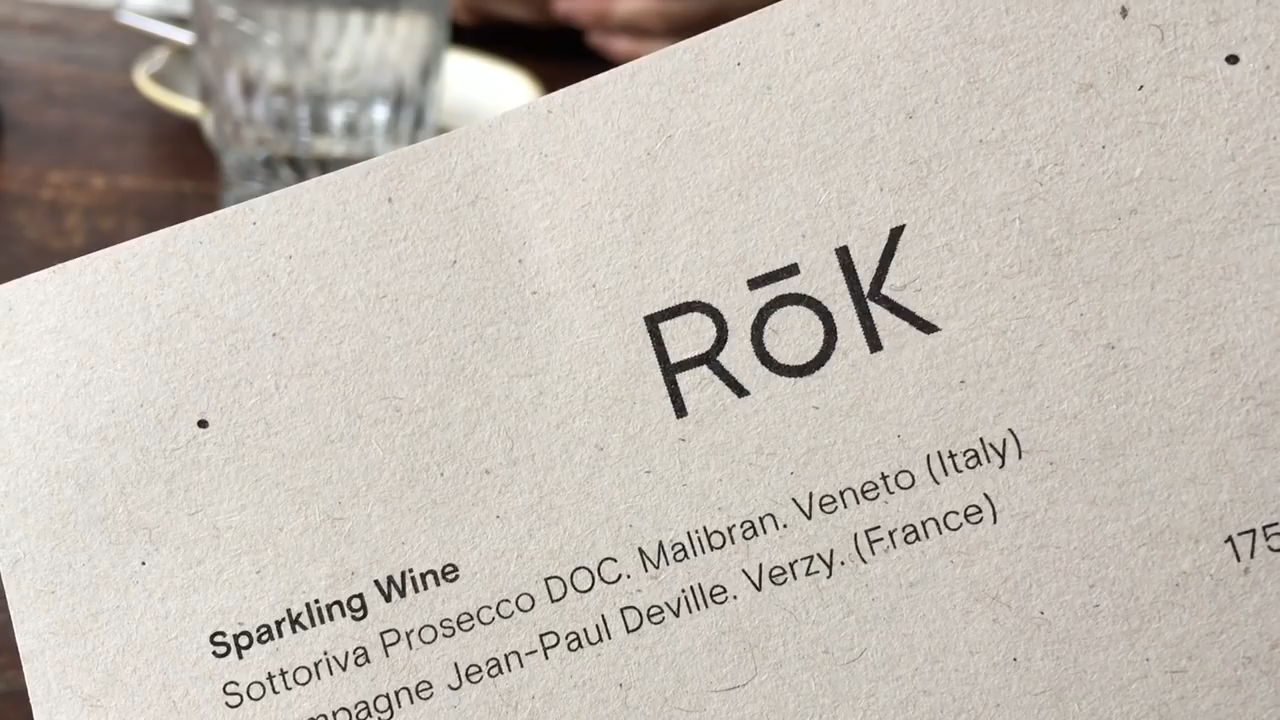 RōK
Sparkling Wine
Sottoriva Prosecco DOC. Malibran. Veneto (Italy)
Jean-Paul Deville. Verzy. (France)
175